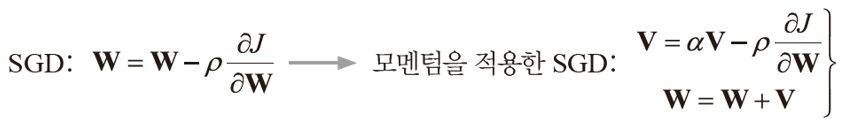 SGD: W = W − ρ ∂J/∂W ⟶ 모멘텀을 적용한 SGD: V = αV − ρ ∂J/∂W
W = W + V